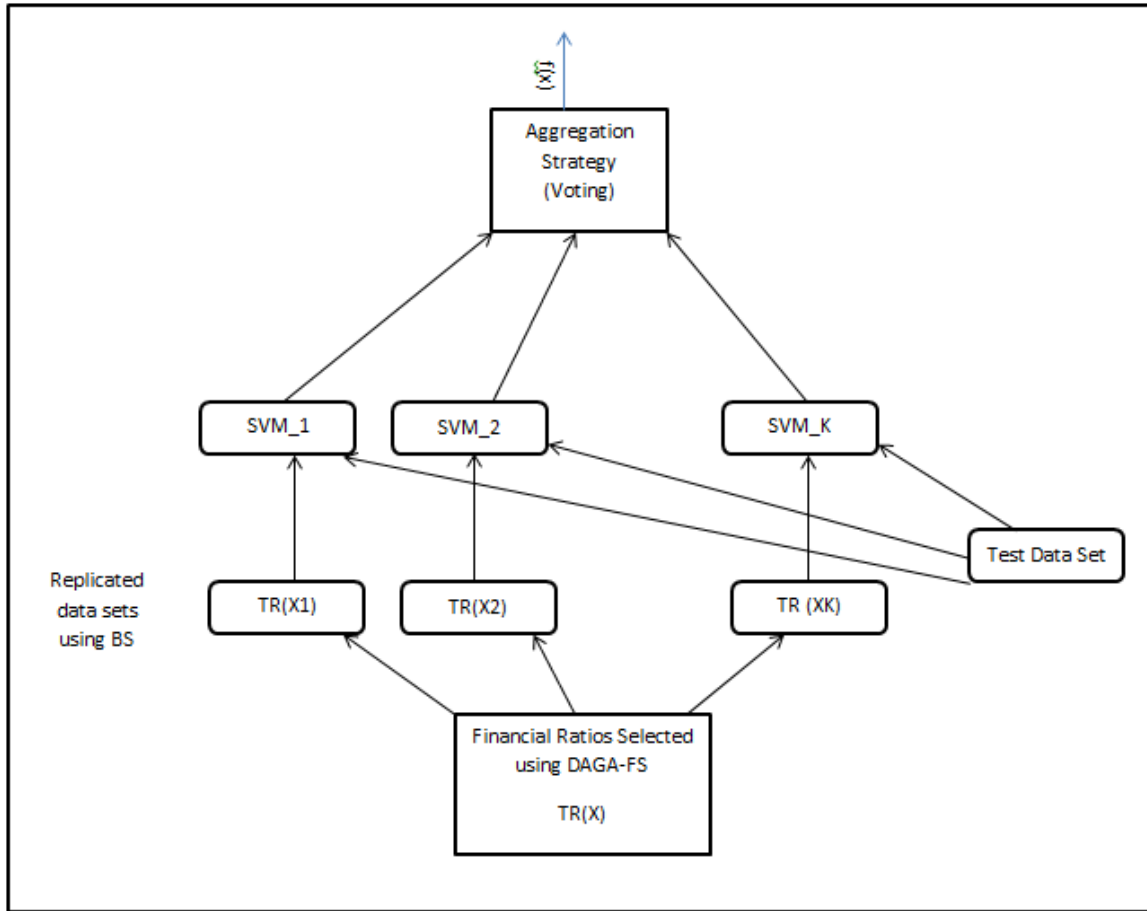 f(x)
Aggregation
Strategy
(Voting)
SVM_1
SVM_2
SVM_K
Test Data Set
Replicated
data sets
using BS
TR(X1)
TR(X2)
TR (XK)
Financial Ratios Selected
using DAGA-FS
TR(X)